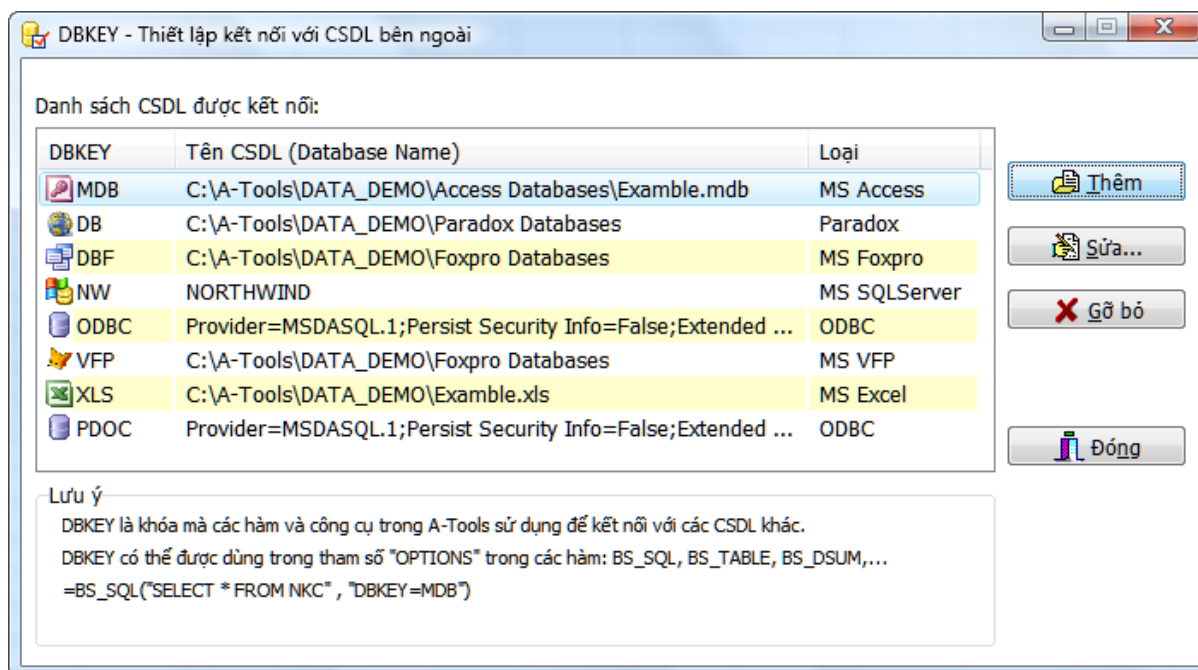 DBKEY - Thiết lập kết nối với CSDL bên ngoài
Danh sách CSDL được kết nối:
DBKEY Tên CSDL (Database Name) Loại
MDB C:\A-Tools\DATA_DEMO\Access Databases\Examble.mdb MS Access
DB C:\A-Tools\DATA_DEMO\Paradox Databases Paradox
DBF C:\A-Tools\DATA_DEMO\Foxpro Databases MS Foxpro
NW NORTHWIND MS SQLServer
ODBC Provider=MSDASQL.1;Persist Security Info=False;Extended ... ODBC
VFP C:\A-Tools\DATA_DEMO\Foxpro Databases MS VFP
XLS C:\A-Tools\DATA_DEMO\Examble.xls MS Excel
PDOC Provider=MSDASQL.1;Persist Security Info=False;Extended ... ODBC
Thêm
Sửa...
Gỡ bỏ
Đóng
Lưu ý
DBKEY là khóa mà các hàm và công cụ trong A-Tools sử dụng để kết nối với các CSDL khác.
DBKEY có thể được dùng trong tham số "OPTIONS" trong các hàm: BS_SQL, BS_TABLE, BS_DSUM,...
=BS_SQL("SELECT * FROM NKC" , "DBKEY=MDB")